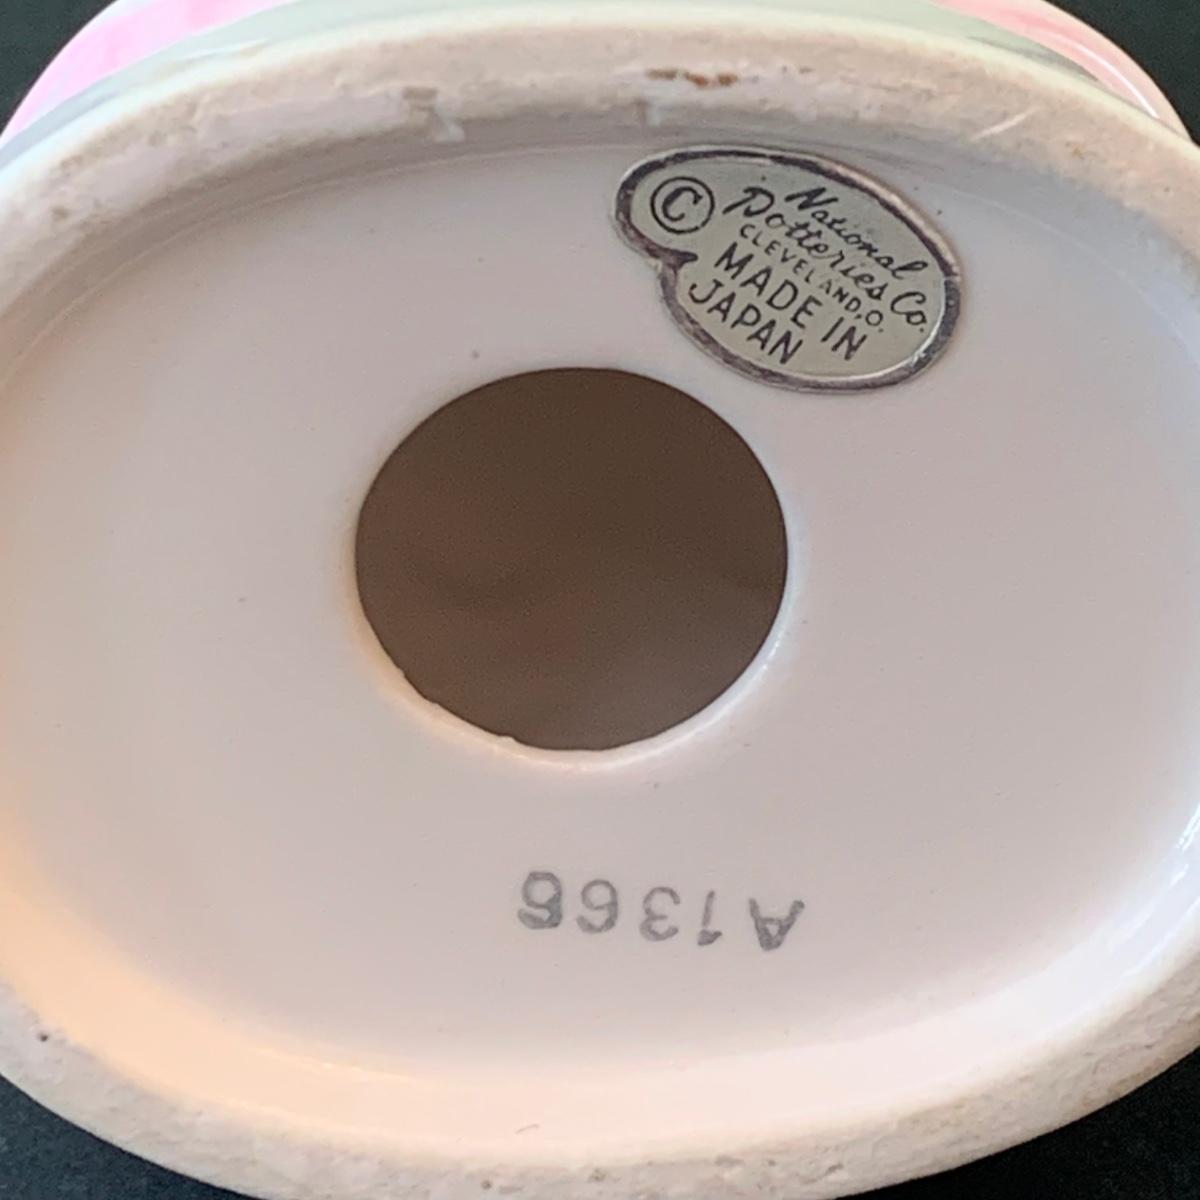 ©
National
Potteries Co.
CLEVELAND, O.
MADE IN
JAPAN
A1366